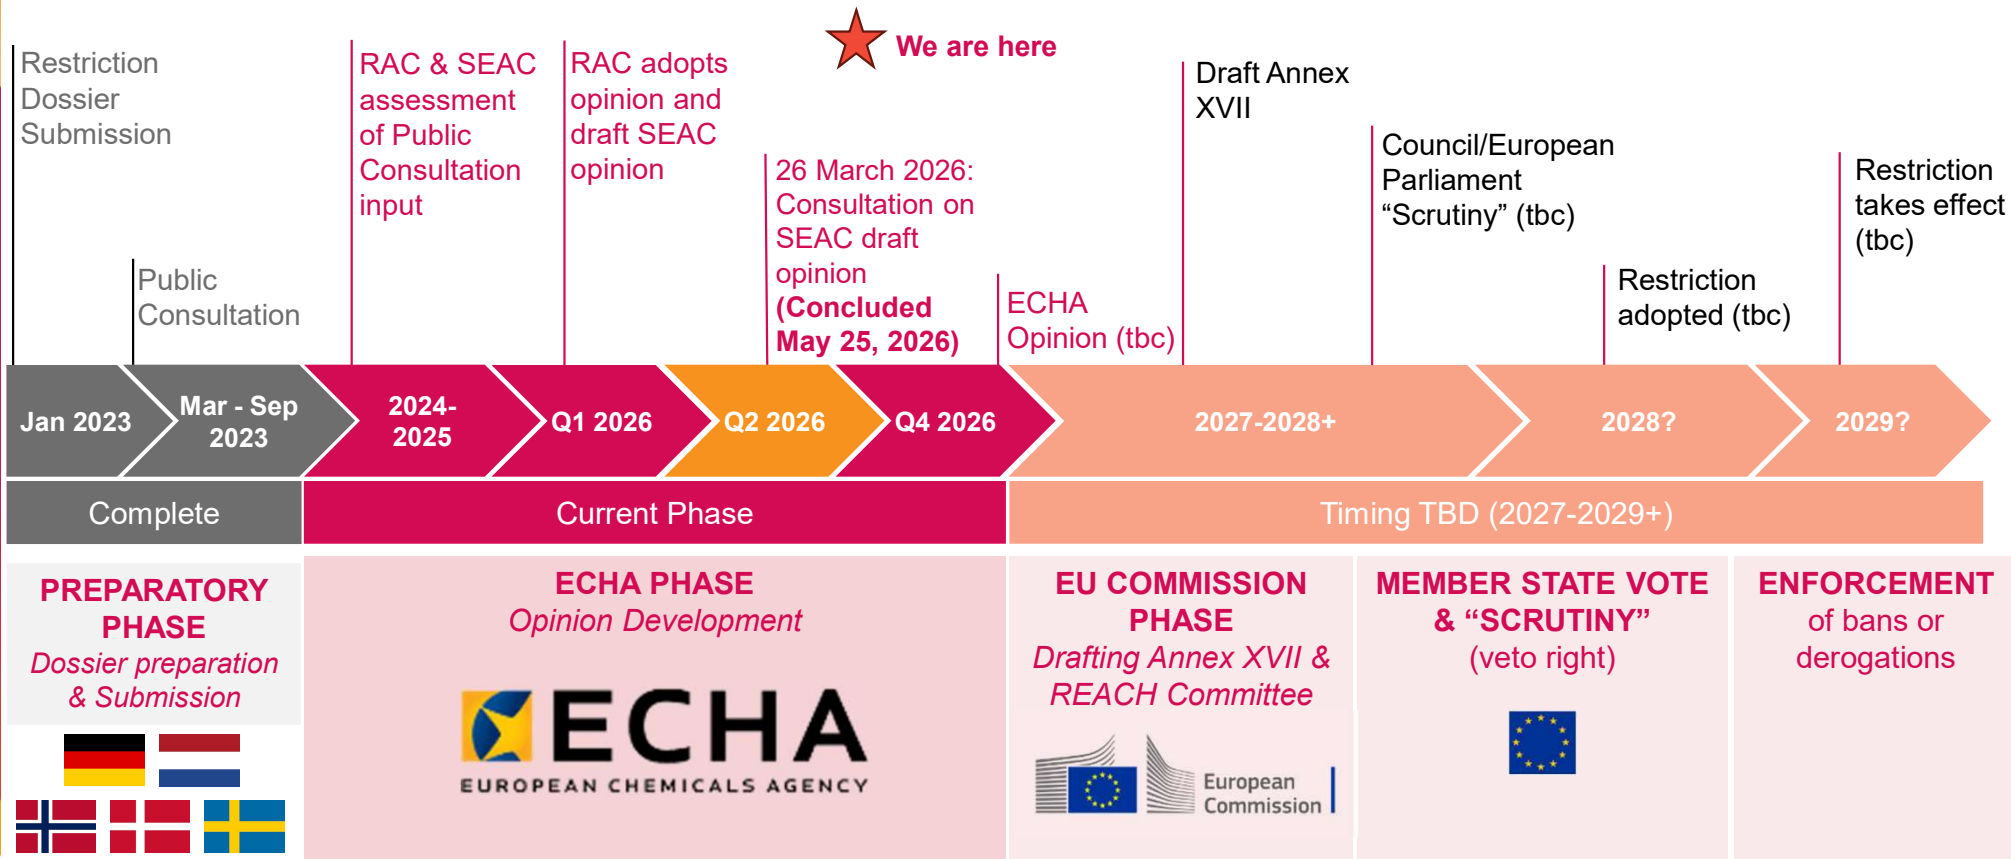 We are here
Restriction
Dossier
Submission
Public
Consultation
RAC & SEAC
assessment
of Public
Consultation
input
RAC adopts
opinion and
draft SEAC
opinion
26 March 2026:
Consultation on
SEAC draft
opinion
(Concluded
May 25, 2026)
ECHA
Opinion (tbc)
Draft Annex
XVII
Council/European
Parliament
“Scrutiny” (tbc)
Restriction
adopted (tbc)
Restriction
takes effect
(tbc)
Jan 2023
Mar - Sep
2023
2024-
2025
Q1 2026
Q2 2026
Q4 2026
2027-2028+
2028?
2029?
Complete
Current Phase
Timing TBD (2027-2029+)
PREPARATORY
PHASE
Dossier preparation
& Submission
ECHA PHASE
Opinion Development
ECHA
EUROPEAN CHEMICALS AGENCY
EU COMMISSION
PHASE
Drafting Annex XVII &
REACH Committee
European
Commission
MEMBER STATE VOTE
& “SCRUTINY”
(veto right)
ENFORCEMENT
of bans or
derogations